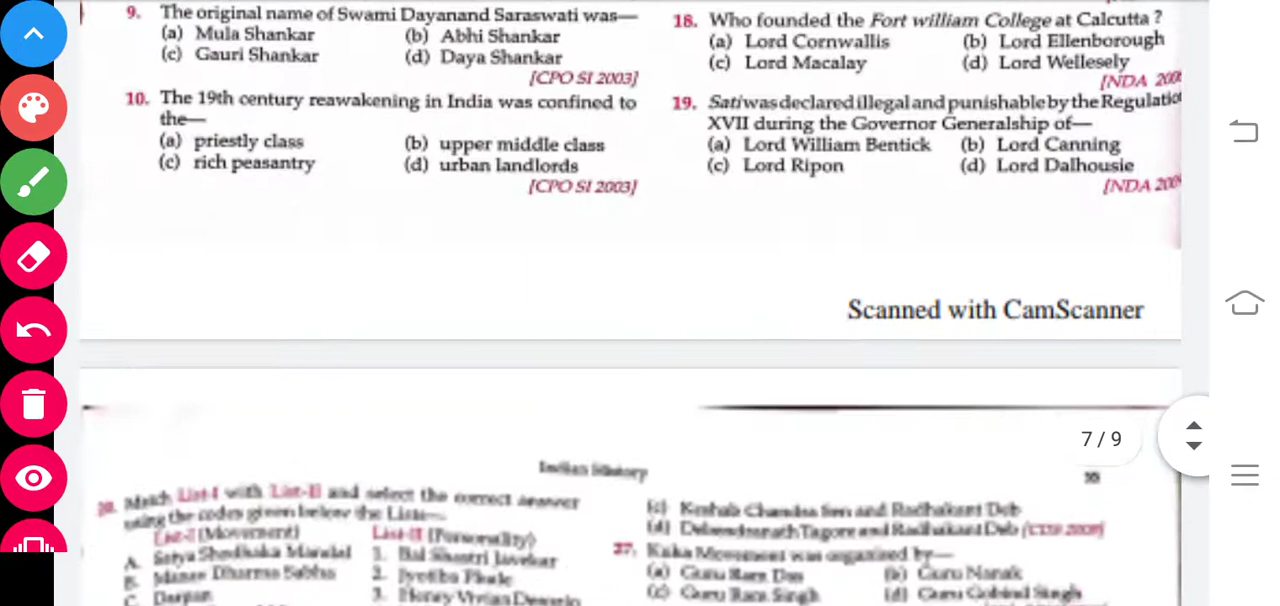 9. The original name of Swami Dayanand Saraswati was—
(a) Mula Shankar (b) Abhi Shankar
(c) Gauri Shankar (d) Daya Shankar
[CPO SI 2003]
10. The 19th century reawakening in India was confined to
the—
(a) priestly class (b) upper middle class
(c) rich peasantry (d) urban landlords
[CPO SI 2003]
18. Who founded the Fort william College at Calcutta ?
(a) Lord Cornwallis (b) Lord Ellenborough
(c) Lord Macalay (d) Lord Wellesely
[NDA
19. Sati was declared illegal and punishable by the
XVII during the Governor Generalship of—
(a) Lord William Bentick (b) Lord Canning
(c) Lord Ripon (d) Lord Dalhousie
[NDA
Scanned with CamScanner
7 / 9
Indian History
20. Match List-I with List-II and select the correct answer
using the codes given below the Lists—
List-I (Movement) List-II (Personality)
A. Satya Shodhaka Mandal 1. Bal Shastri
B. Manav Dharma Sabha 2. Jyotiba Phule
C. Darpan 3. Henry Vivian
(c) Keshab Chandra Sen and Radhakant Deb
(d) Debendranath Tagore and Radhakant Deb
27. Kuka Movement was organized by—
(a) Guru Ram Das (b) Guru Nanak
(c) Guru Ram Singh (d) Guru Gobind Singh